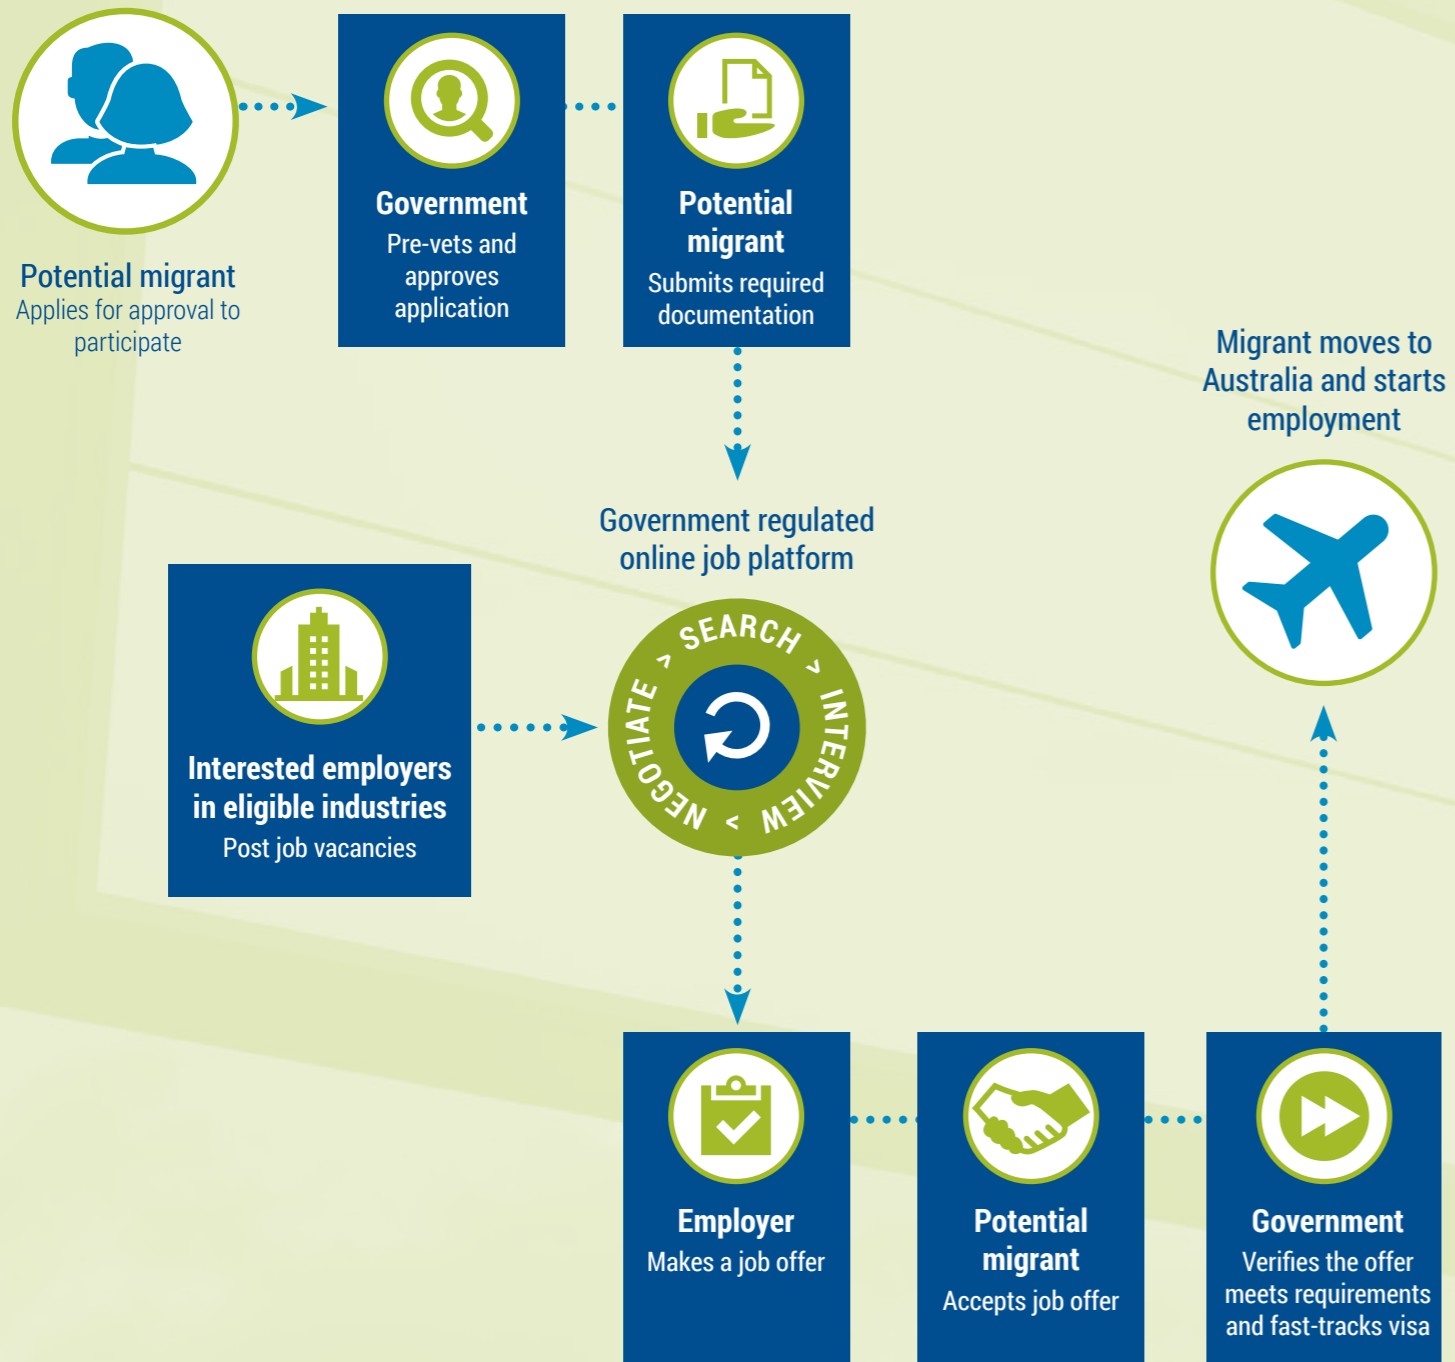 Potential migrant
Applies for approval to
participate
Government
Pre-vets and
approves
application
Potential
migrant
Submits required
documentation
Government regulated
online job platform
Interested employers
in eligible industries
Post job vacancies
SEARCH > INTERVIEW > NEGOTIATE >
Employer
Makes a job offer
Potential
migrant
Accepts job offer
Government
Verifies the offer
meets requirements
and fast-tracks visa
Migrant moves to
Australia and starts
employment